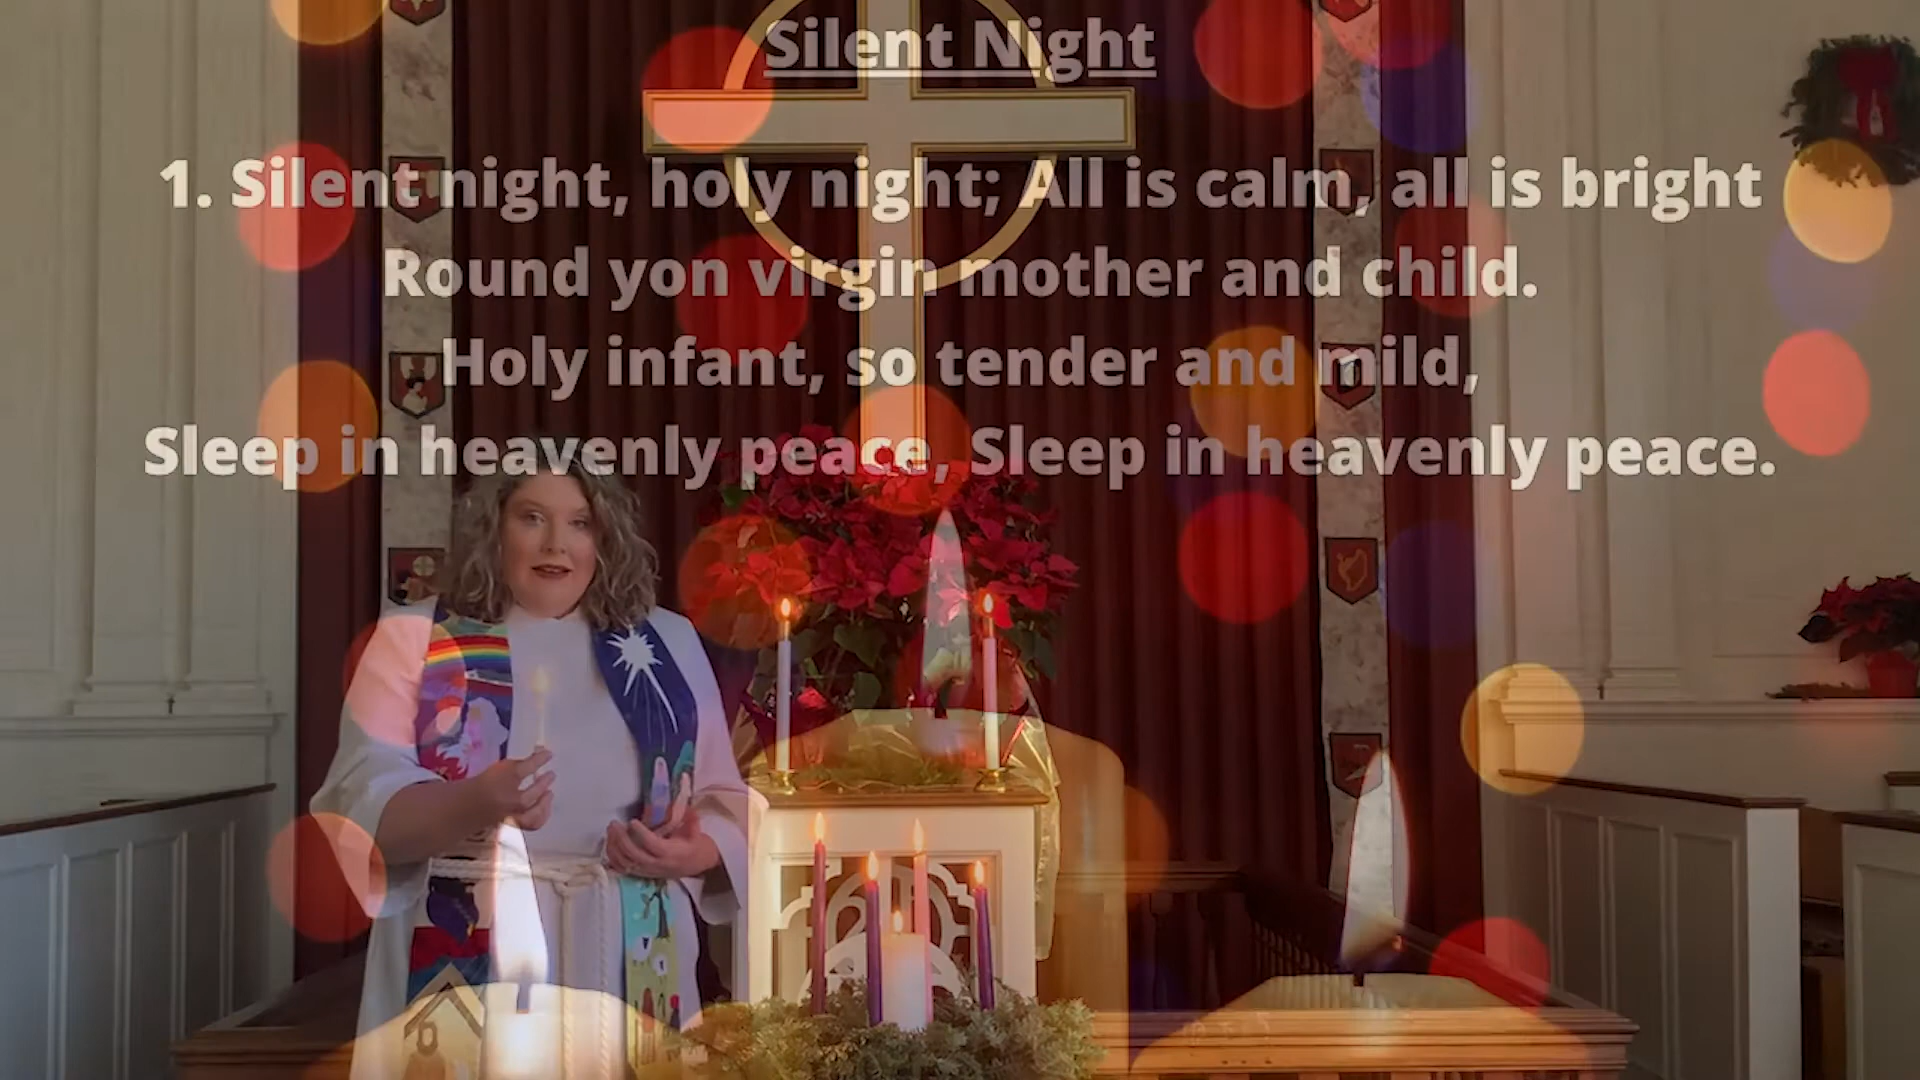 Silent Night
1. Silent night, holy night; All is calm, all is bright
Round yon virgin mother and child.
Holy infant, so tender and mild,
Sleep in heavenly peace, Sleep in heavenly peace.